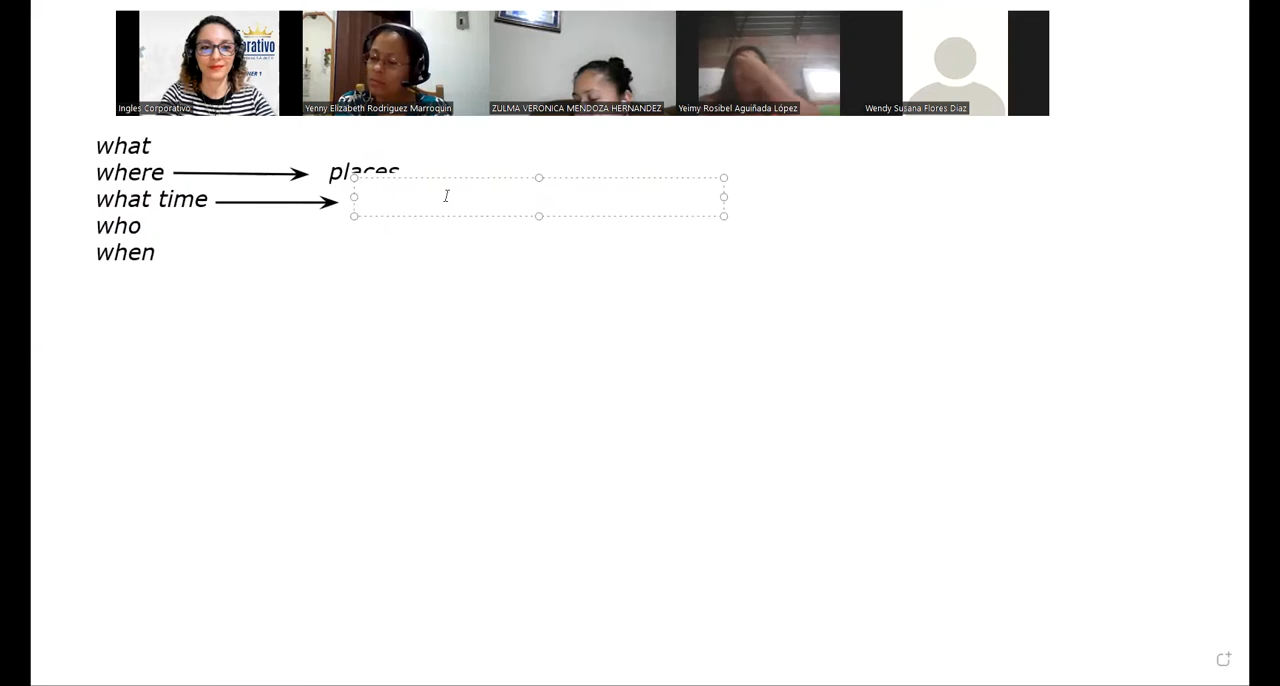 Ingles Corporativo
Yenny Elizabeth Rodriguez Marroquin
ZULMA VERONICA MENDOZA HERNANDEZ
Yeimy Rosibel Aguiñada López
Wendy Susana Flores Diaz
what
where places
what time
who
when